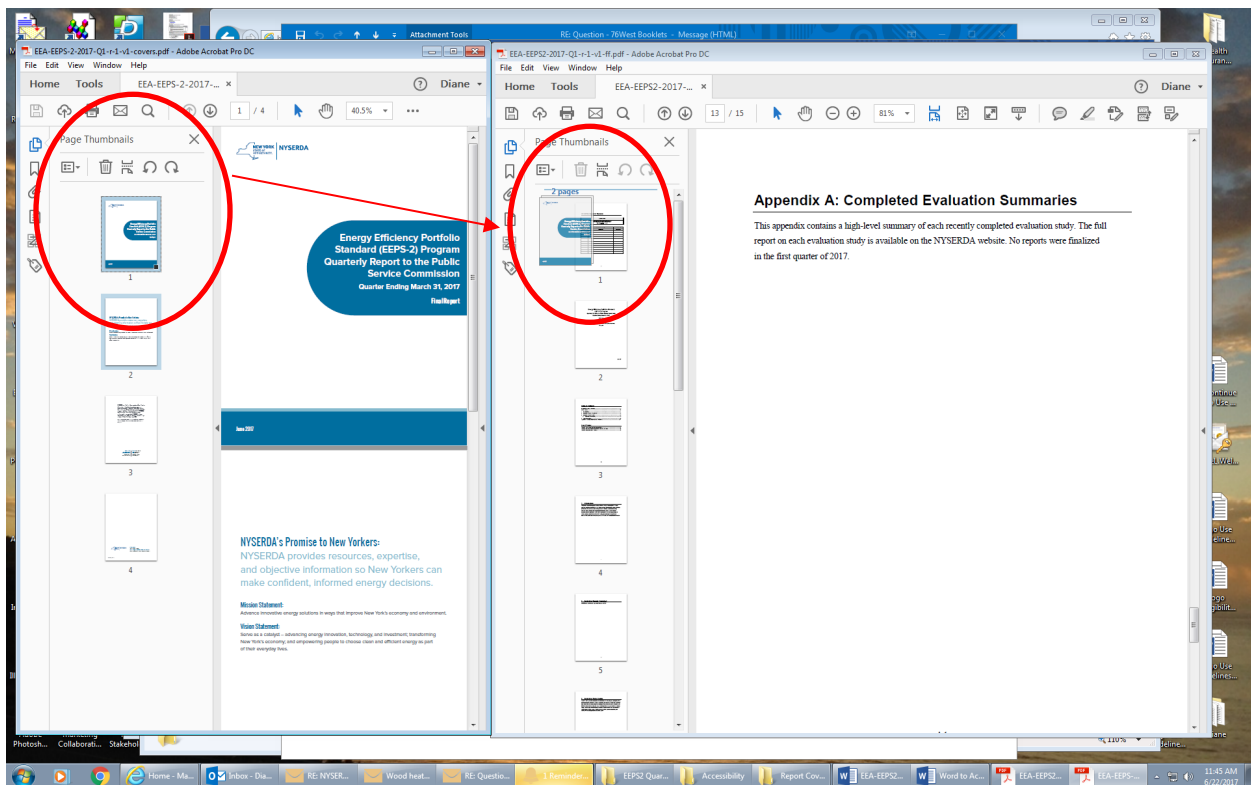 Attachment Tools
RE: Question - 76West Booklets - Message (HTML)
EEA-EEPS-2-2017-Q1-r-1-v1-covers.pdf - Adobe Acrobat Pro DC
File Edit View Window Help
Home Tools EEA-EEPS-2-2017-... ×
Diane
1 / 4
40.5%
Page Thumbnails
1
2
3
4
NEW YORK
STATE OF
OPPORTUNITY
NYSERDA
Energy Efficiency Portfolio
Standard (EEPS-2) Program
Quarterly Report to the Public
Service Commission
Quarter Ending March 31, 2017
Final Report
June 2017
NYSERDA's Promise to New Yorkers:
NYSERDA provides resources, expertise,
and objective information so New Yorkers can
make confident, informed energy decisions.
Mission Statement:
Advance innovative energy solutions in ways that improve New York's economy and environment.
Vision Statement:
Serve as a catalyst – advancing energy innovation, technology, and investment; transforming
New York's economy; and empowering people to choose clean and efficient energy as part
of their everyday lives.
EEA-EEPS2-2017-Q1-r-1-v1-ff.pdf - Adobe Acrobat Pro DC
File Edit View Window Help
Home Tools EEA-EEPS2-2017-... ×
Diane
13 / 15
81%
Page Thumbnails
2 pages
1
2
3
4
5
Appendix A: Completed Evaluation Summaries
This appendix contains a high-level summary of each recently completed evaluation study. The full
report on each evaluation study is available on the NYSERDA website. No reports were finalized
in the first quarter of 2017.
Photosh... Collaborati... Stakehol
110%
Home - Ma...
Inbox - Dia...
RE: NYSER...
Wood heat...
RE: Questio...
1 Reminder...
EEPS2 Quar...
Accessibility
Report Cov...
EEA-EEPS2...
Word to Ac...
EEA-EEPS2...
EEA-EEPS-...
11:45 AM
6/22/2017